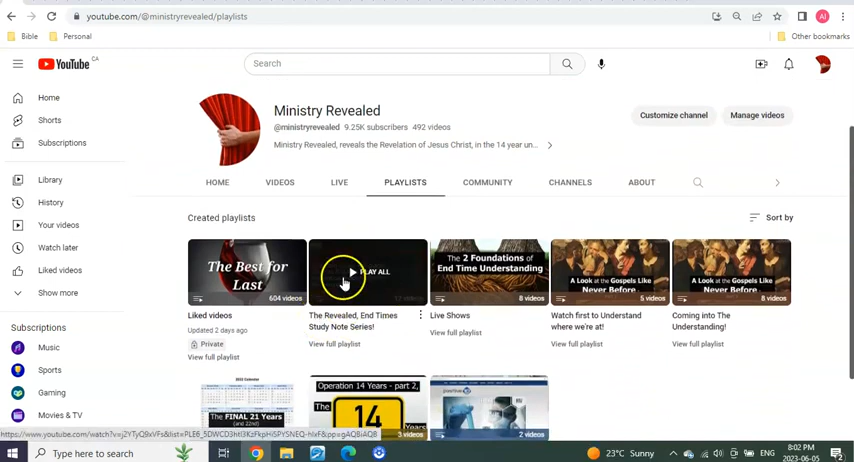 youtube.com/@ministryrevealed/playlists
AI
Bible
Personal
Other bookmarks
YouTube CA
Search
Home
Shorts
Subscriptions
Library
History
Your videos
Watch later
Liked videos
Show more
Subscriptions
Music
Sports
Gaming
Movies & TV
Ministry Revealed
@ministryrevealed 9.25K subscribers 492 videos
Ministry Revealed, reveals the Revelation of Jesus Christ, in the 14 year un...
Customize channel
Manage videos
HOME VIDEOS LIVE PLAYLISTS COMMUNITY CHANNELS ABOUT
Created playlists
Sort by
The Best for
Last
604 videos
Liked videos
Updated 2 days ago
Private
View full playlist
PLAY ALL
12 videos
The Revealed, End Times
Study Note Series!
View full playlist
The 2 Foundations of
End Time Understanding
8 videos
Live Shows
View full playlist
A Look at the Gospels Like
Never Before
5 videos
Watch first to Understand
where we're at!
View full playlist
A Look at the Gospels Like
Never Before
8 videos
Coming into The
Understanding!
View full playlist
2022 Calendar
The FINAL 21 Years
(and 22nd)
Operation 14 Years - part 2,
The
14
3 videos
2 videos
Type here to search
23°C Sunny
ENG
8:02 PM
2023-06-05
2